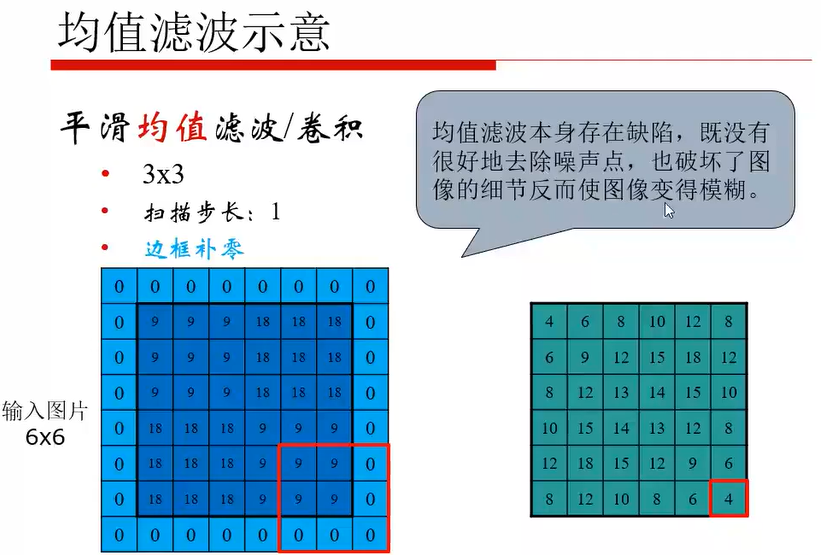 均值滤波示意
平滑均值滤波/卷积
• 3x3
• 扫描步长：1
• 边框补零
均值滤波本身存在缺陷，既没有
很好地去除噪声点，也破坏了图
像的细节反而使图像变得模糊。
输入图片
6x6
0 0 0 0 0 0 0 0
0 9 9 9 18 18 18 0
0 9 9 9 18 18 18 0
0 9 9 9 18 18 18 0
0 18 18 18 9 9 9 0
0 18 18 18 9 9 9 0
0 18 18 18 9 9 9 0
0 0 0 0 0 0 0 0
4 6 8 10 12 8
6 9 12 15 18 12
8 12 13 14 15 10
10 15 14 13 12 8
12 18 15 12 9 6
8 12 10 8 6 4